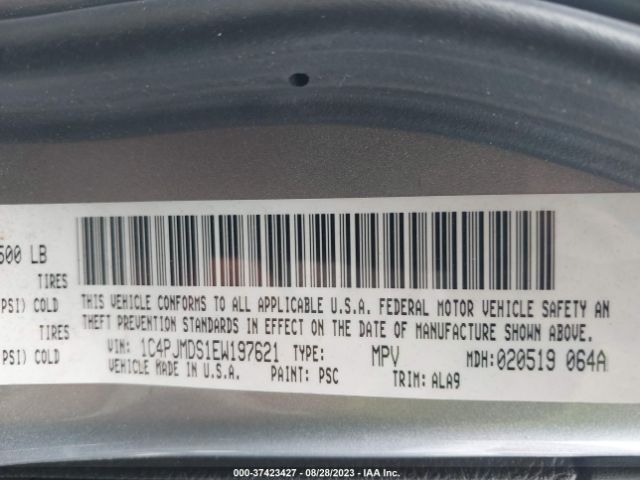 500 LB
TIRES
PSI) COLD
TIRES
PSI) COLD
THIS VEHICLE CONFORMS TO ALL APPLICABLE U.S.A. FEDERAL MOTOR VEHICLE SAFETY AN
THEFT PREVENTION STANDARDS IN EFFECT ON THE DATE OF MANUFACTURE SHOWN ABOVE.
VIN: 1C4PJMDS1EW197621 TYPE: MPV MDH:020519 064A
VEHICLE MADE IN U.S.A. PAINT: PSC TRIM: ALA9
000-37423427 - 08/28/2023 - IAA Inc.